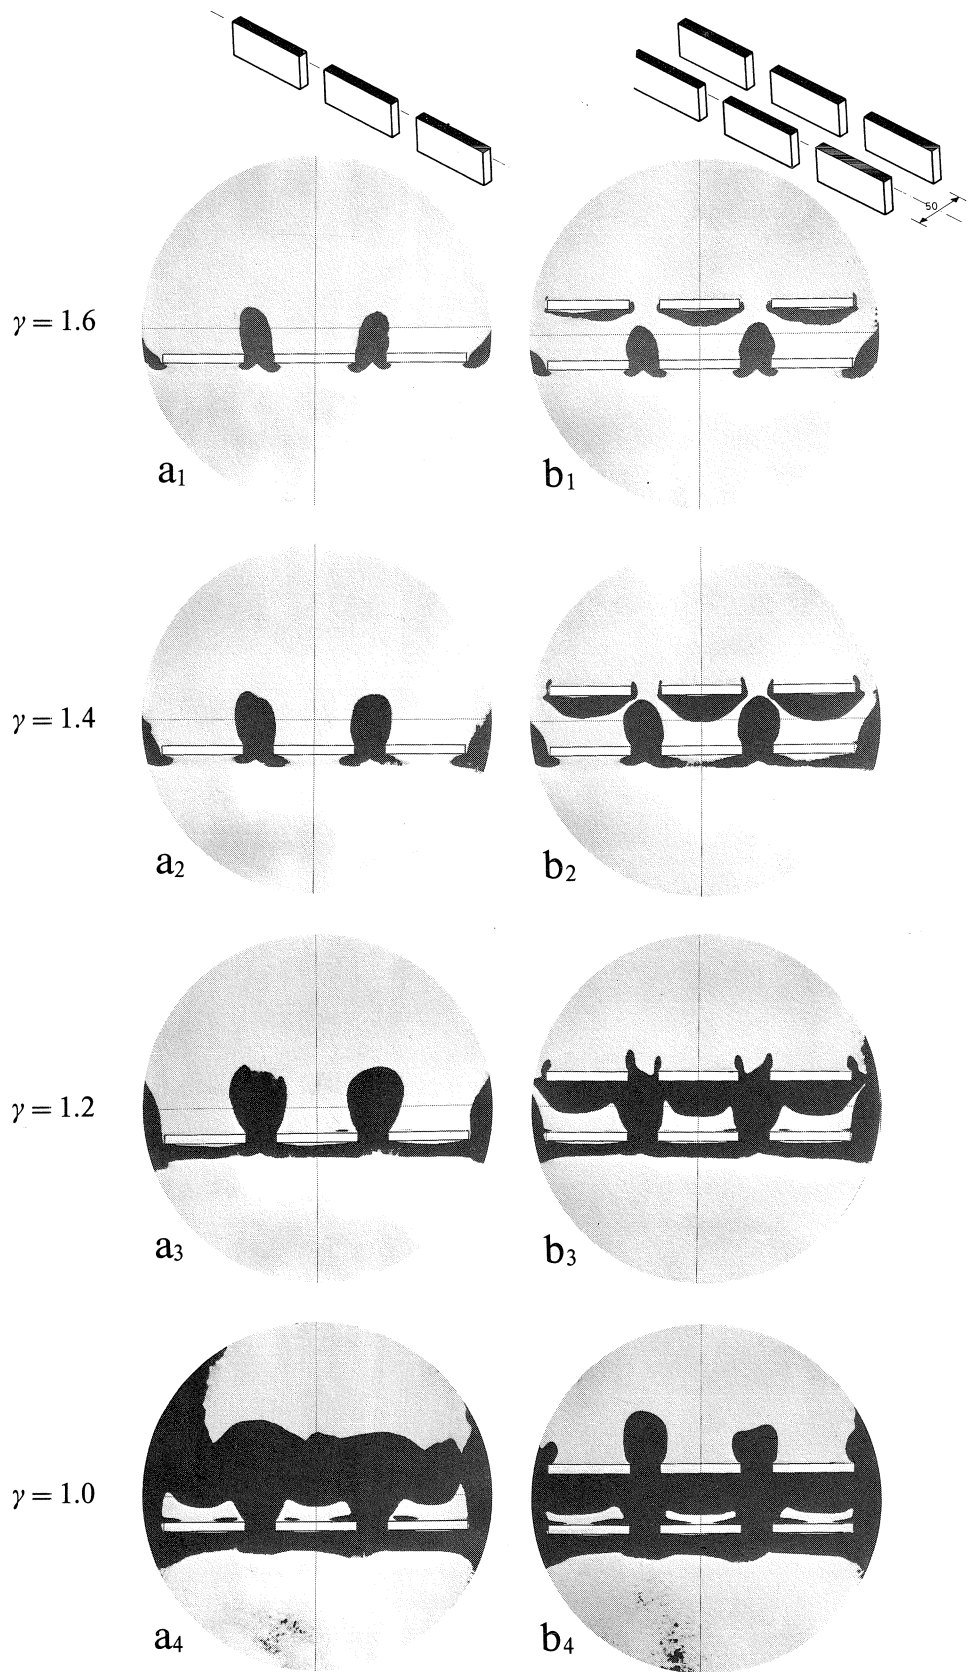 50
γ = 1.6
a1
b1
γ = 1.4
a2
b2
γ = 1.2
a3
b3
γ = 1.0
a4
b4